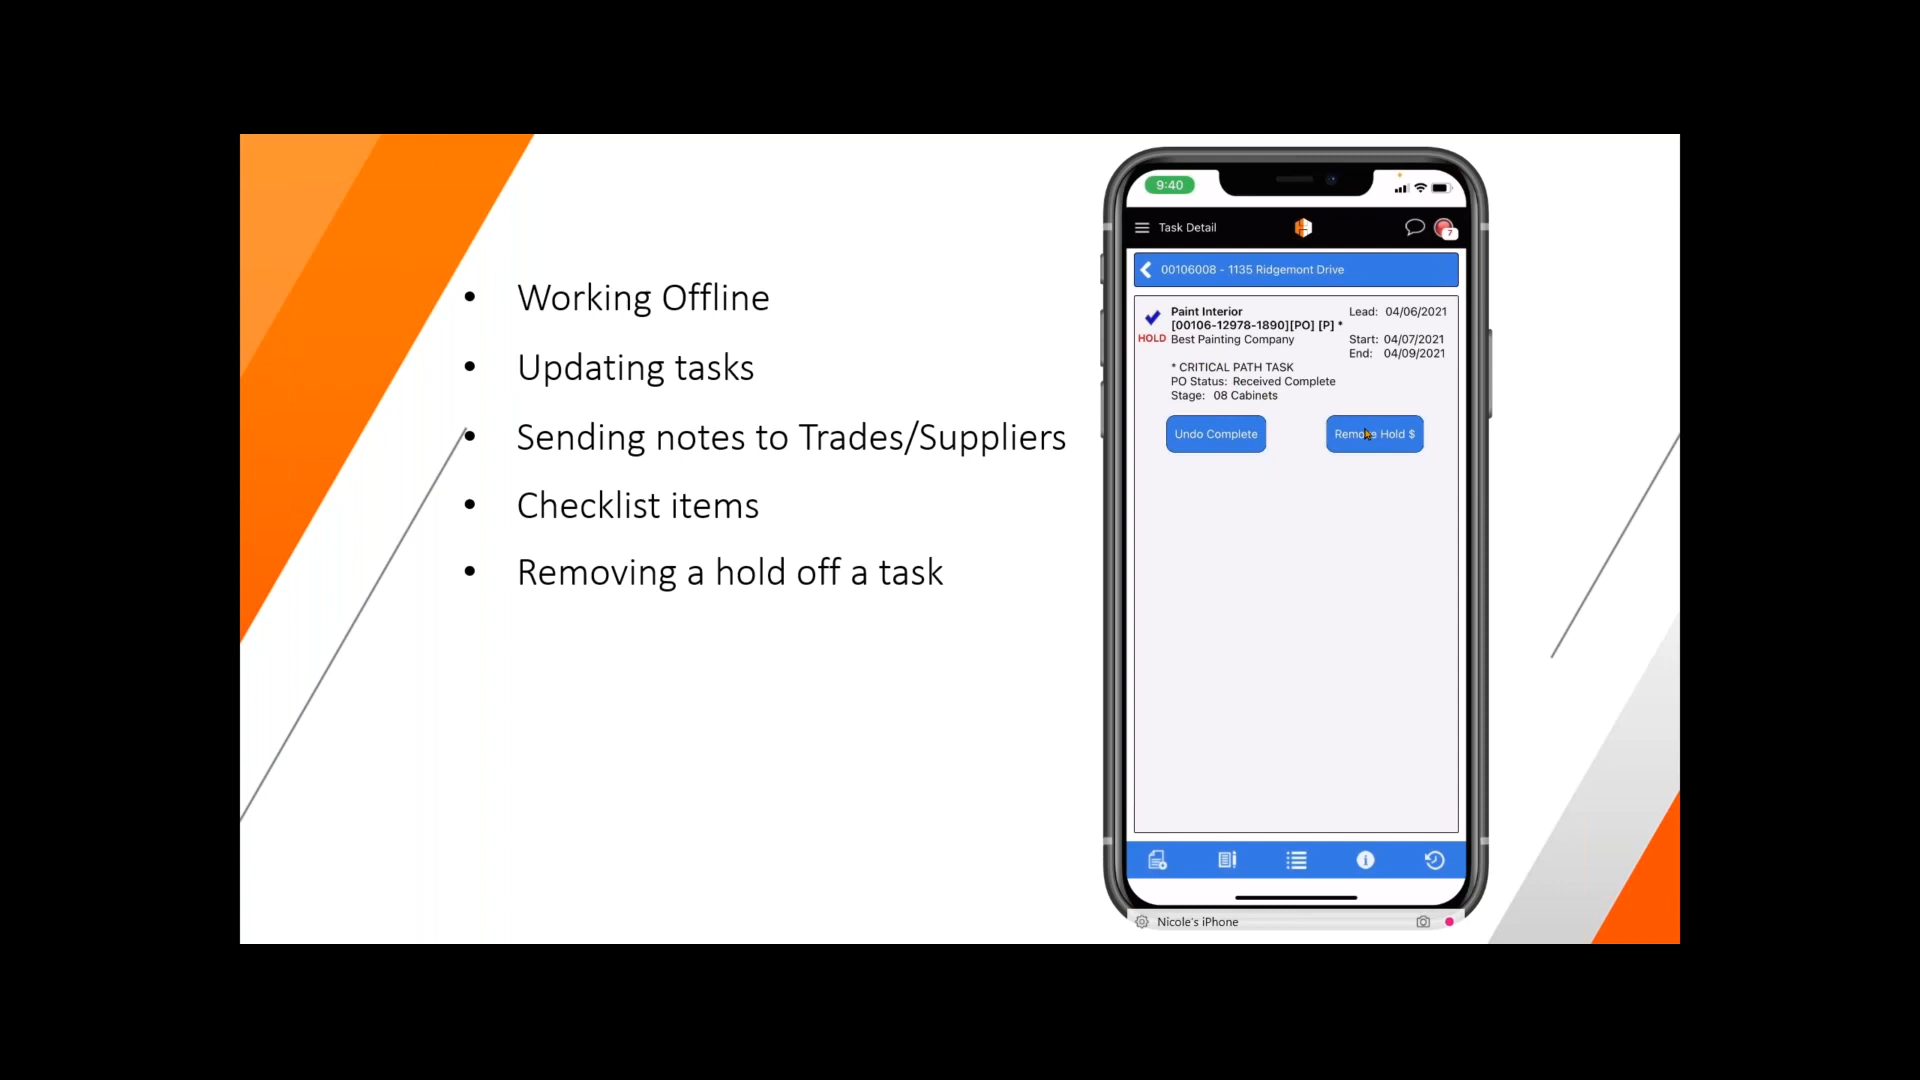 • Working Offline
• Updating tasks
• Sending notes to Trades/Suppliers
• Checklist items
• Removing a hold off a task
9:40
Task Detail
7
00106008 - 1135 Ridgemont Drive
Paint Interior
Lead: 04/06/2021
[00106-12978-1890][PO] [P] *
HOLD
Best Painting Company
Start: 04/07/2021
End: 04/09/2021
* CRITICAL PATH TASK
PO Status: Received Complete
Stage: 08 Cabinets
Undo Complete
Remove Hold $
Nicole's iPhone